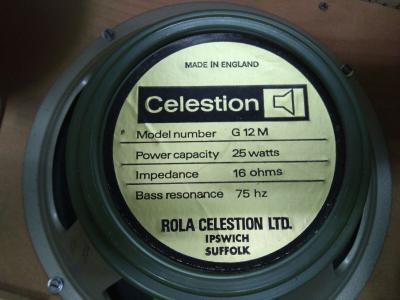 MADE IN ENGLAND
Celestion
Model number G 12 M
Power capacity 25 watts
Impedance 16 ohms
Bass resonance 75 hz
ROLA CELESTION LTD.
IPSWICH
SUFFOLK